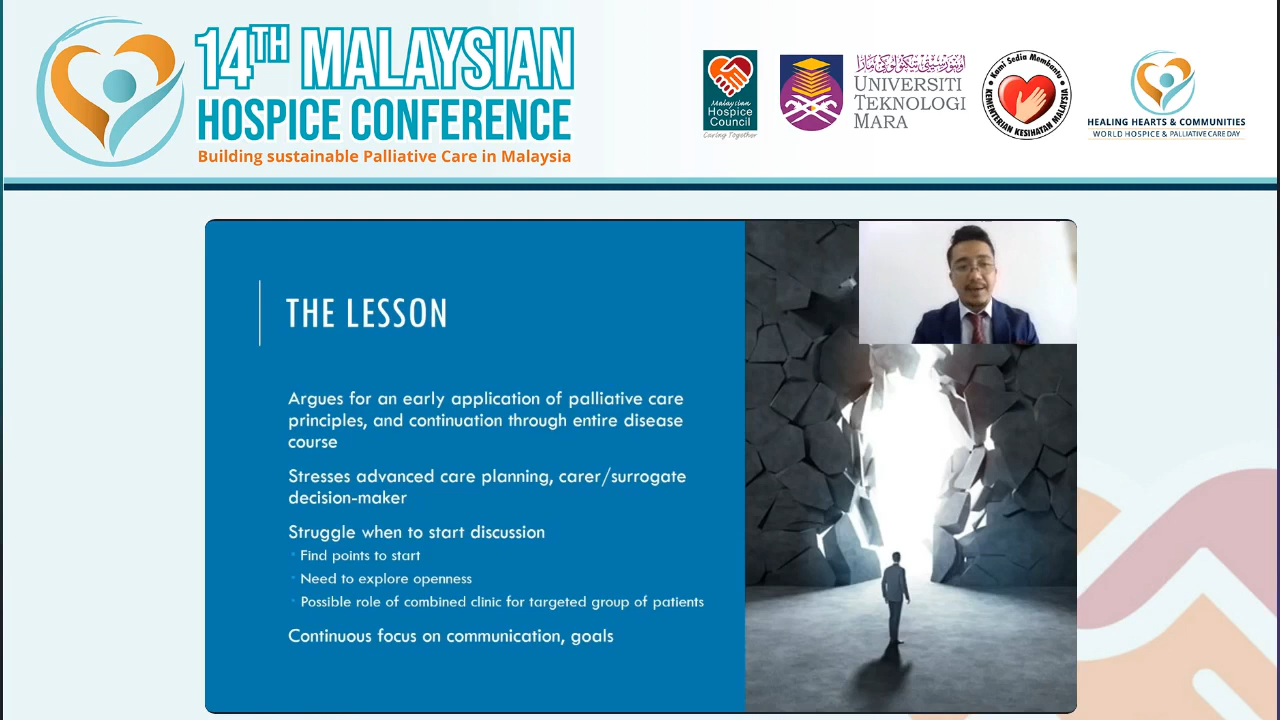 14TH MALAYSIAN
HOSPICE CONFERENCE
Building sustainable Palliative Care in Malaysia
Malaysian
Hospice
Council
Caring Together
UNIVERSITI
TEKNOLOGI
MARA
Kami Sedia Membantu
KEMENTERIAN KESIHATAN MALAYSIA
HEALING HEARTS & COMMUNITIES
WORLD HOSPICE & PALLIATIVE CARE DAY
THE LESSON
Argues for an early application of palliative care
principles, and continuation through entire disease
course
Stresses advanced care planning, carer/surrogate
decision-maker
Struggle when to start discussion
Find points to start
Need to explore openness
Possible role of combined clinic for targeted group of patients
Continuous focus on communication, goals